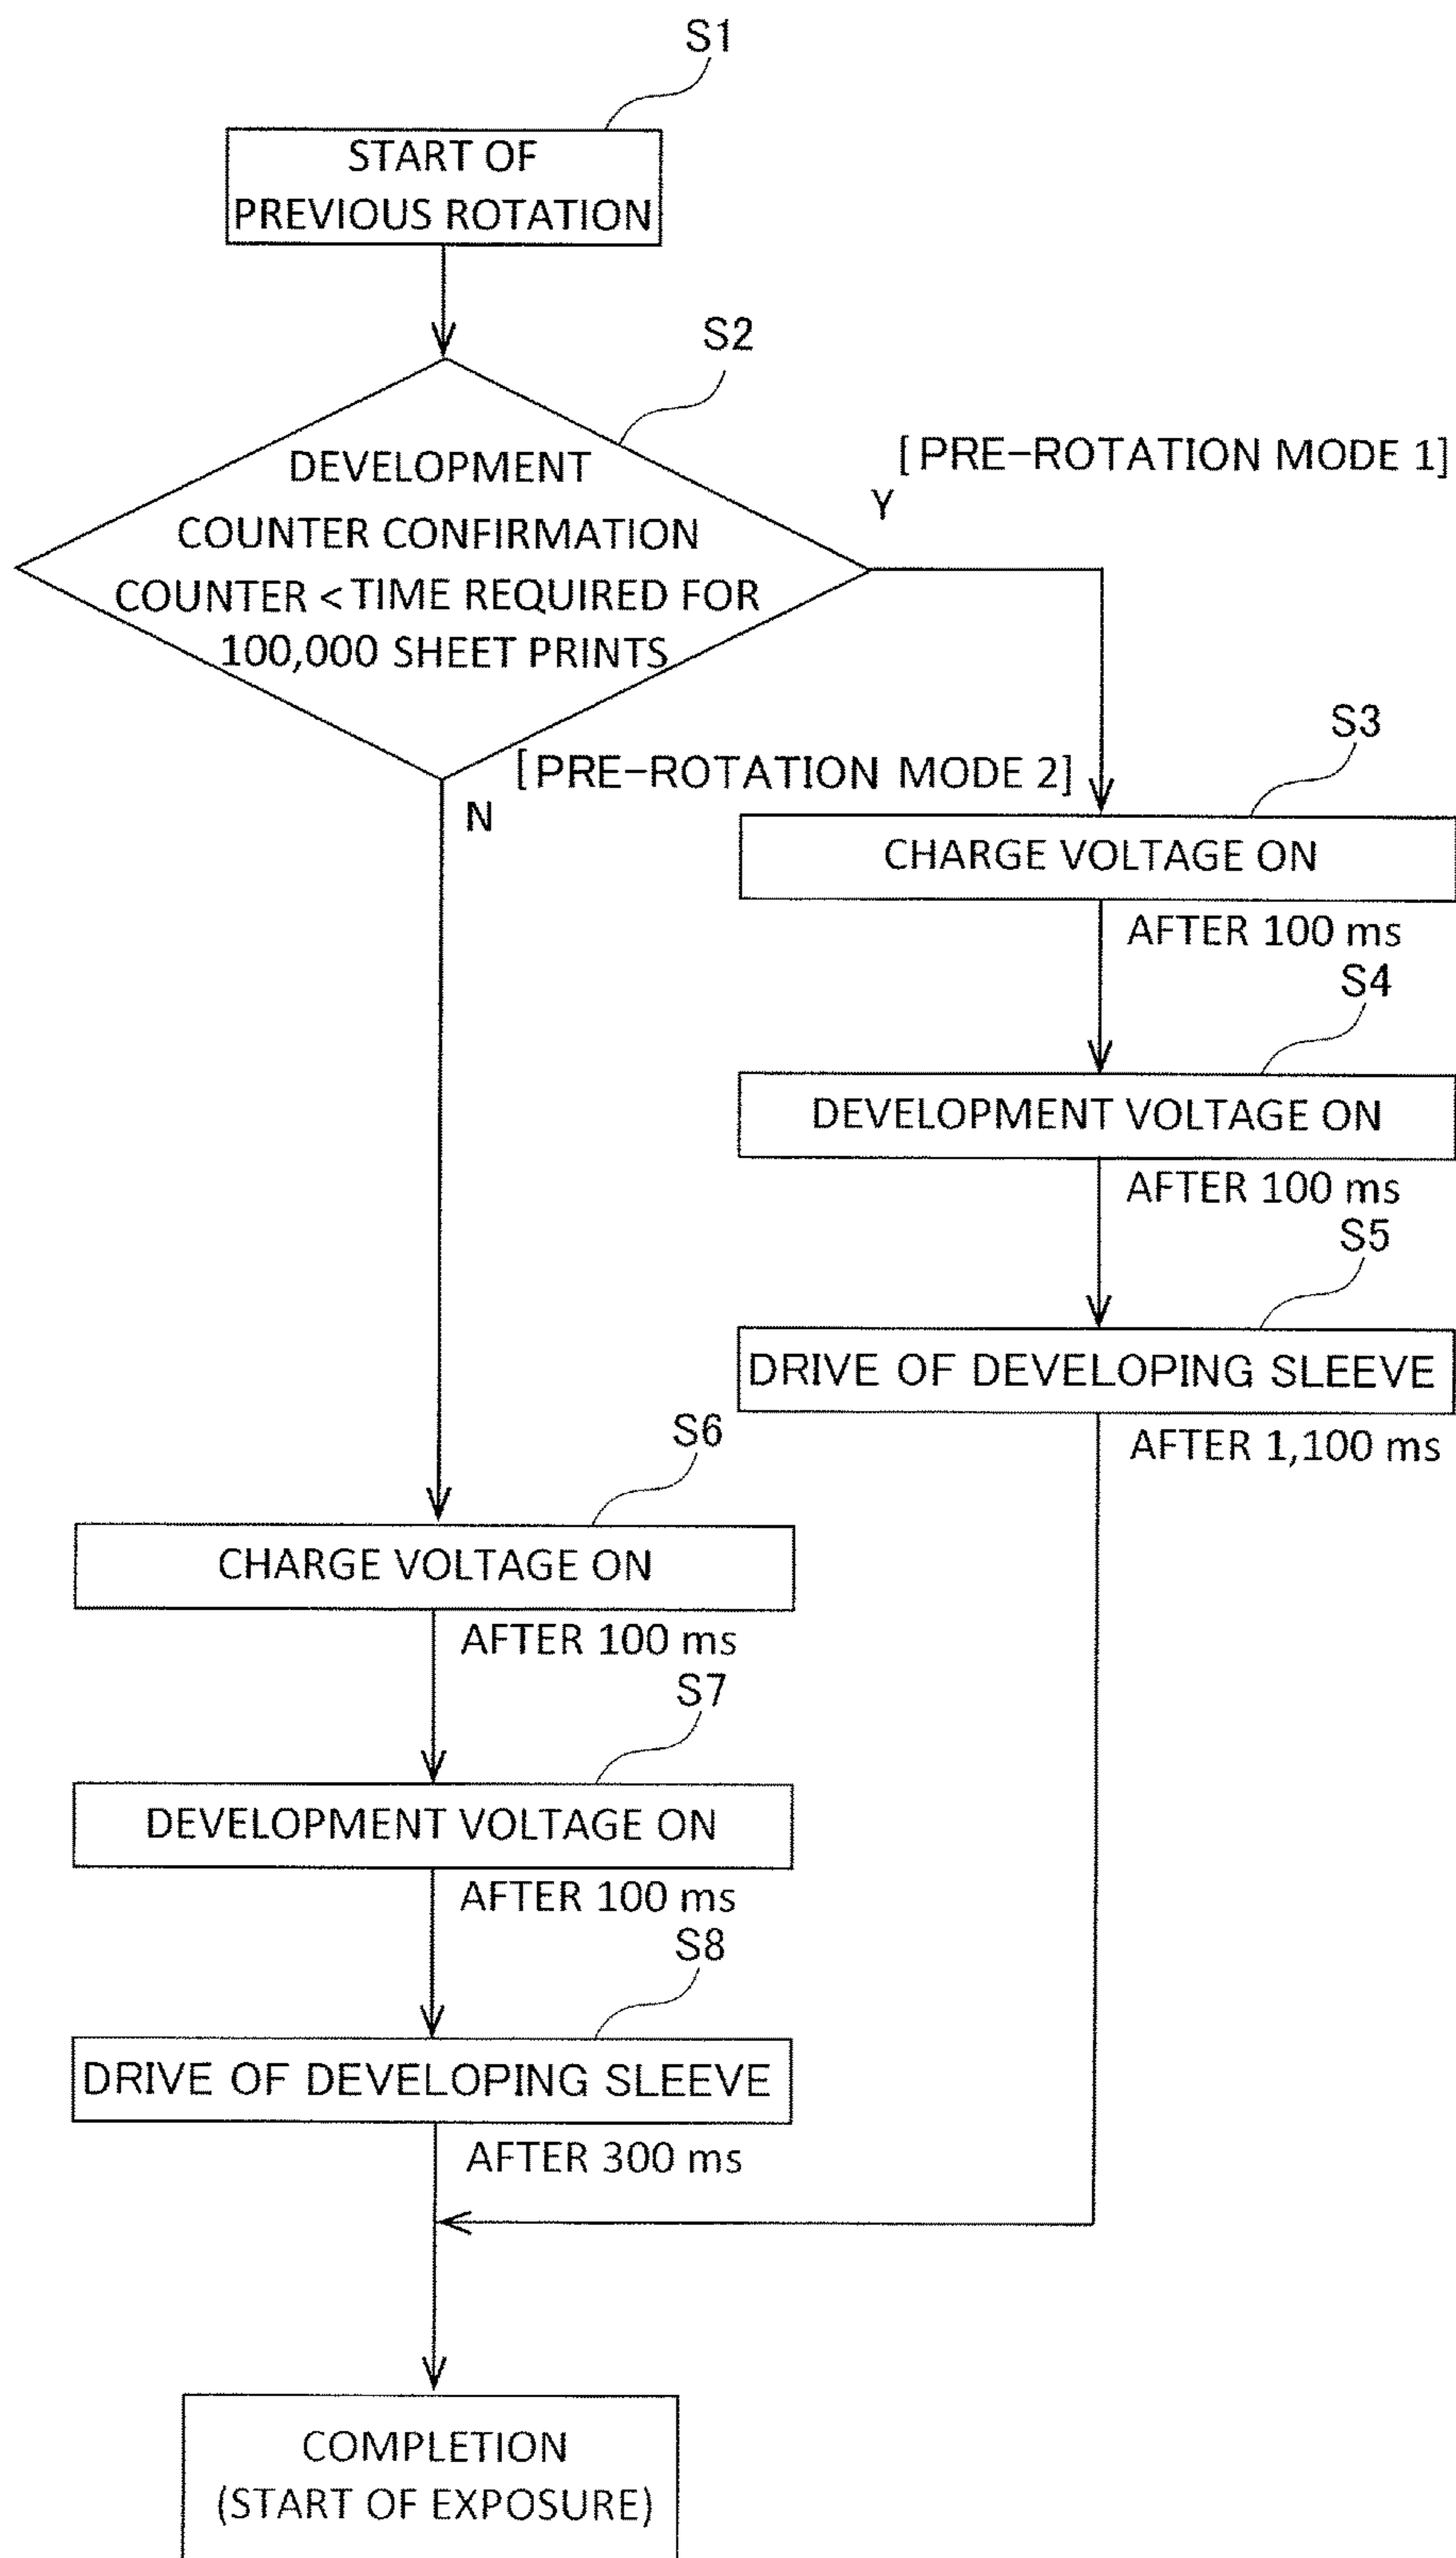 S1
START OF
PREVIOUS ROTATION
S2
DEVELOPMENT
COUNTER CONFIRMATION
COUNTER < TIME REQUIRED FOR
100,000 SHEET PRINTS
[PRE-ROTATION MODE 1]
Y
[PRE-ROTATION MODE 2]
N
S3
CHARGE VOLTAGE ON
AFTER 100 ms
S4
DEVELOPMENT VOLTAGE ON
AFTER 100 ms
S5
DRIVE OF DEVELOPING SLEEVE
AFTER 1,100 ms
S6
CHARGE VOLTAGE ON
AFTER 100 ms
S7
DEVELOPMENT VOLTAGE ON
AFTER 100 ms
S8
DRIVE OF DEVELOPING SLEEVE
AFTER 300 ms
COMPLETION
(START OF EXPOSURE)